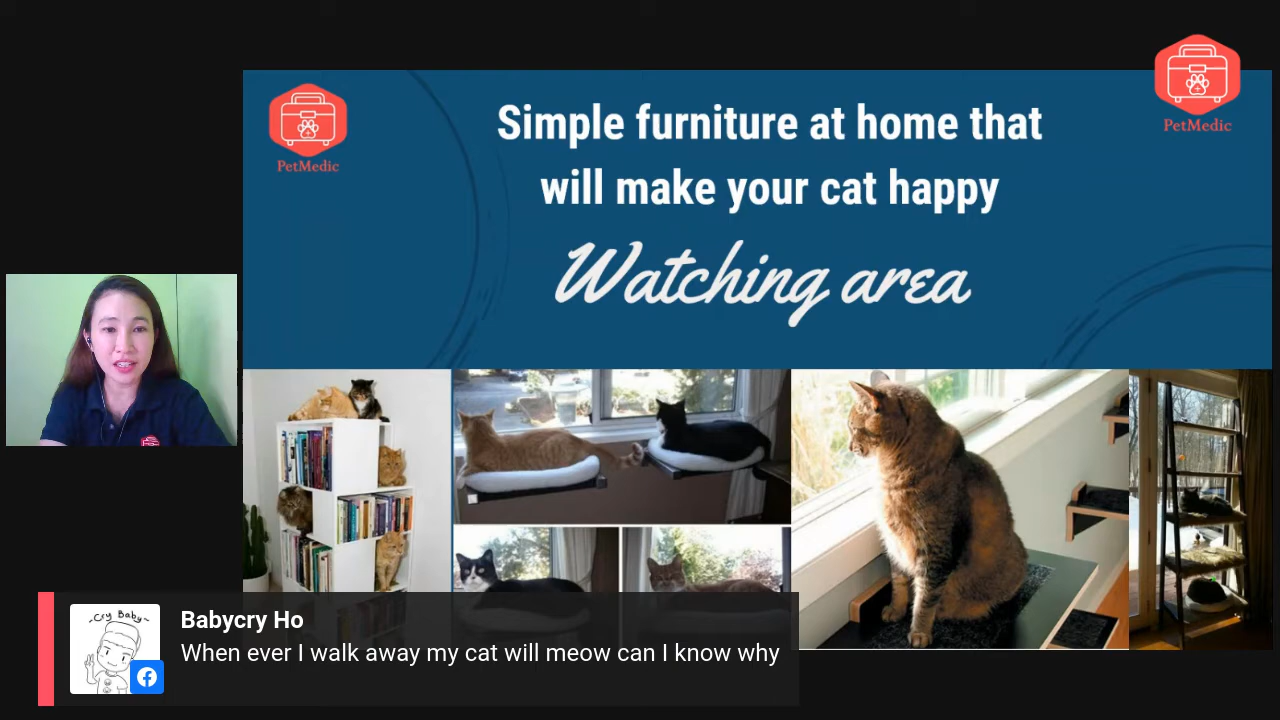 PetMedic
PetMedic
Simple furniture at home that
will make your cat happy
Watching area
-Cry Baby-
Babycry Ho
When ever I walk away my cat will meow can I know why